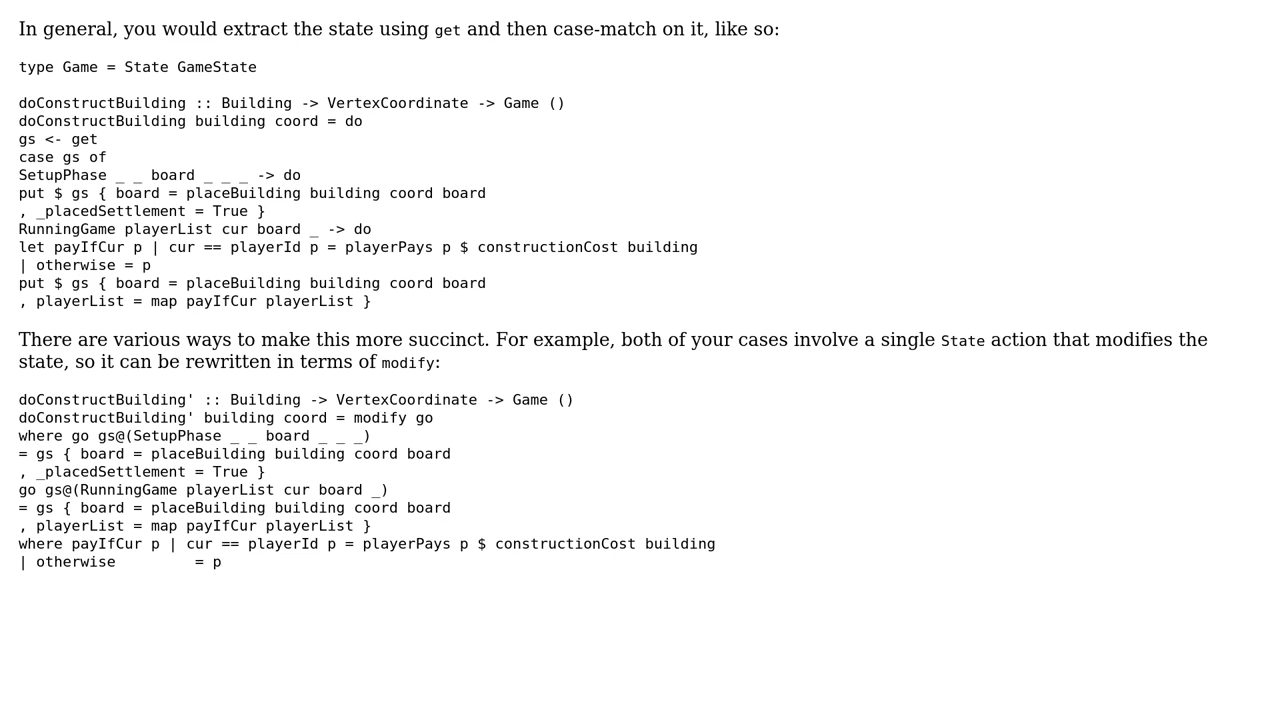 In general, you would extract the state using get and then case-match on it, like so:
type Game = State GameState
doConstructBuilding :: Building -> VertexCoordinate -> Game ()
doConstructBuilding building coord = do
gs <- get
case gs of
SetupPhase _ _ board _ _ _ -> do
put $ gs { board = placeBuilding building coord board
, _placedSettlement = True }
RunningGame playerList cur board _ -> do
let payIfCur p | cur == playerId p = playerPays p $ constructionCost building
| otherwise = p
put $ gs { board = placeBuilding building coord board
, playerList = map payIfCur playerList }
There are various ways to make this more succinct. For example, both of your cases involve a single State action that modifies the
state, so it can be rewritten in terms of modify:
doConstructBuilding' :: Building -> VertexCoordinate -> Game ()
doConstructBuilding' building coord = modify go
where go gs@(SetupPhase _ _ board _ _ _)
= gs { board = placeBuilding building coord board
, _placedSettlement = True }
go gs@(RunningGame playerList cur board _)
= gs { board = placeBuilding building coord board
, playerList = map payIfCur playerList }
where payIfCur p | cur == playerId p = playerPays p $ constructionCost building
| otherwise         = p